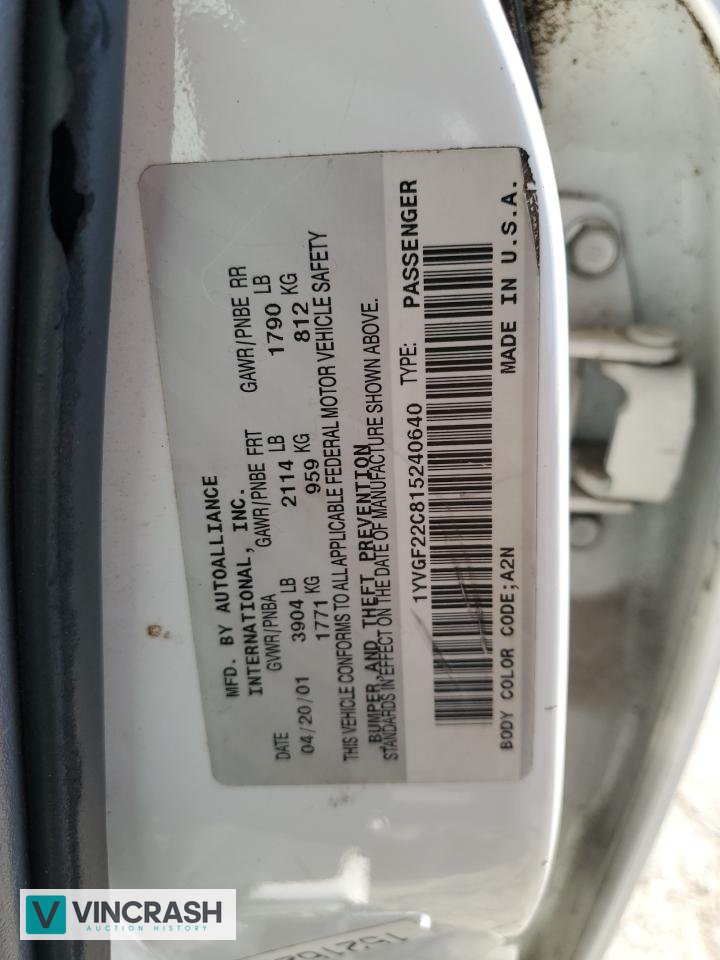 MFD. BY AUTOALLIANCE
INTERNATIONAL, INC.
GVWR/PNBA GAWR/PNBE FRT GAWR/PNBE RR
DATE 3904 LB 2114 LB 1790 LB
04/20/01 1771 KG 959 KG 812 KG
THIS VEHICLE CONFORMS TO ALL APPLICABLE FEDERAL MOTOR VEHICLE SAFETY
BUMPER, AND THEFT PREVENTION
STANDARDS IN EFFECT ON THE DATE OF MANUFACTURE SHOWN ABOVE.
1YVGF22C815240640 TYPE: PASSENGER
BODY COLOR CODE;A2N MADE IN U.S.A.
V VINCRASH
AUCTION HISTORY